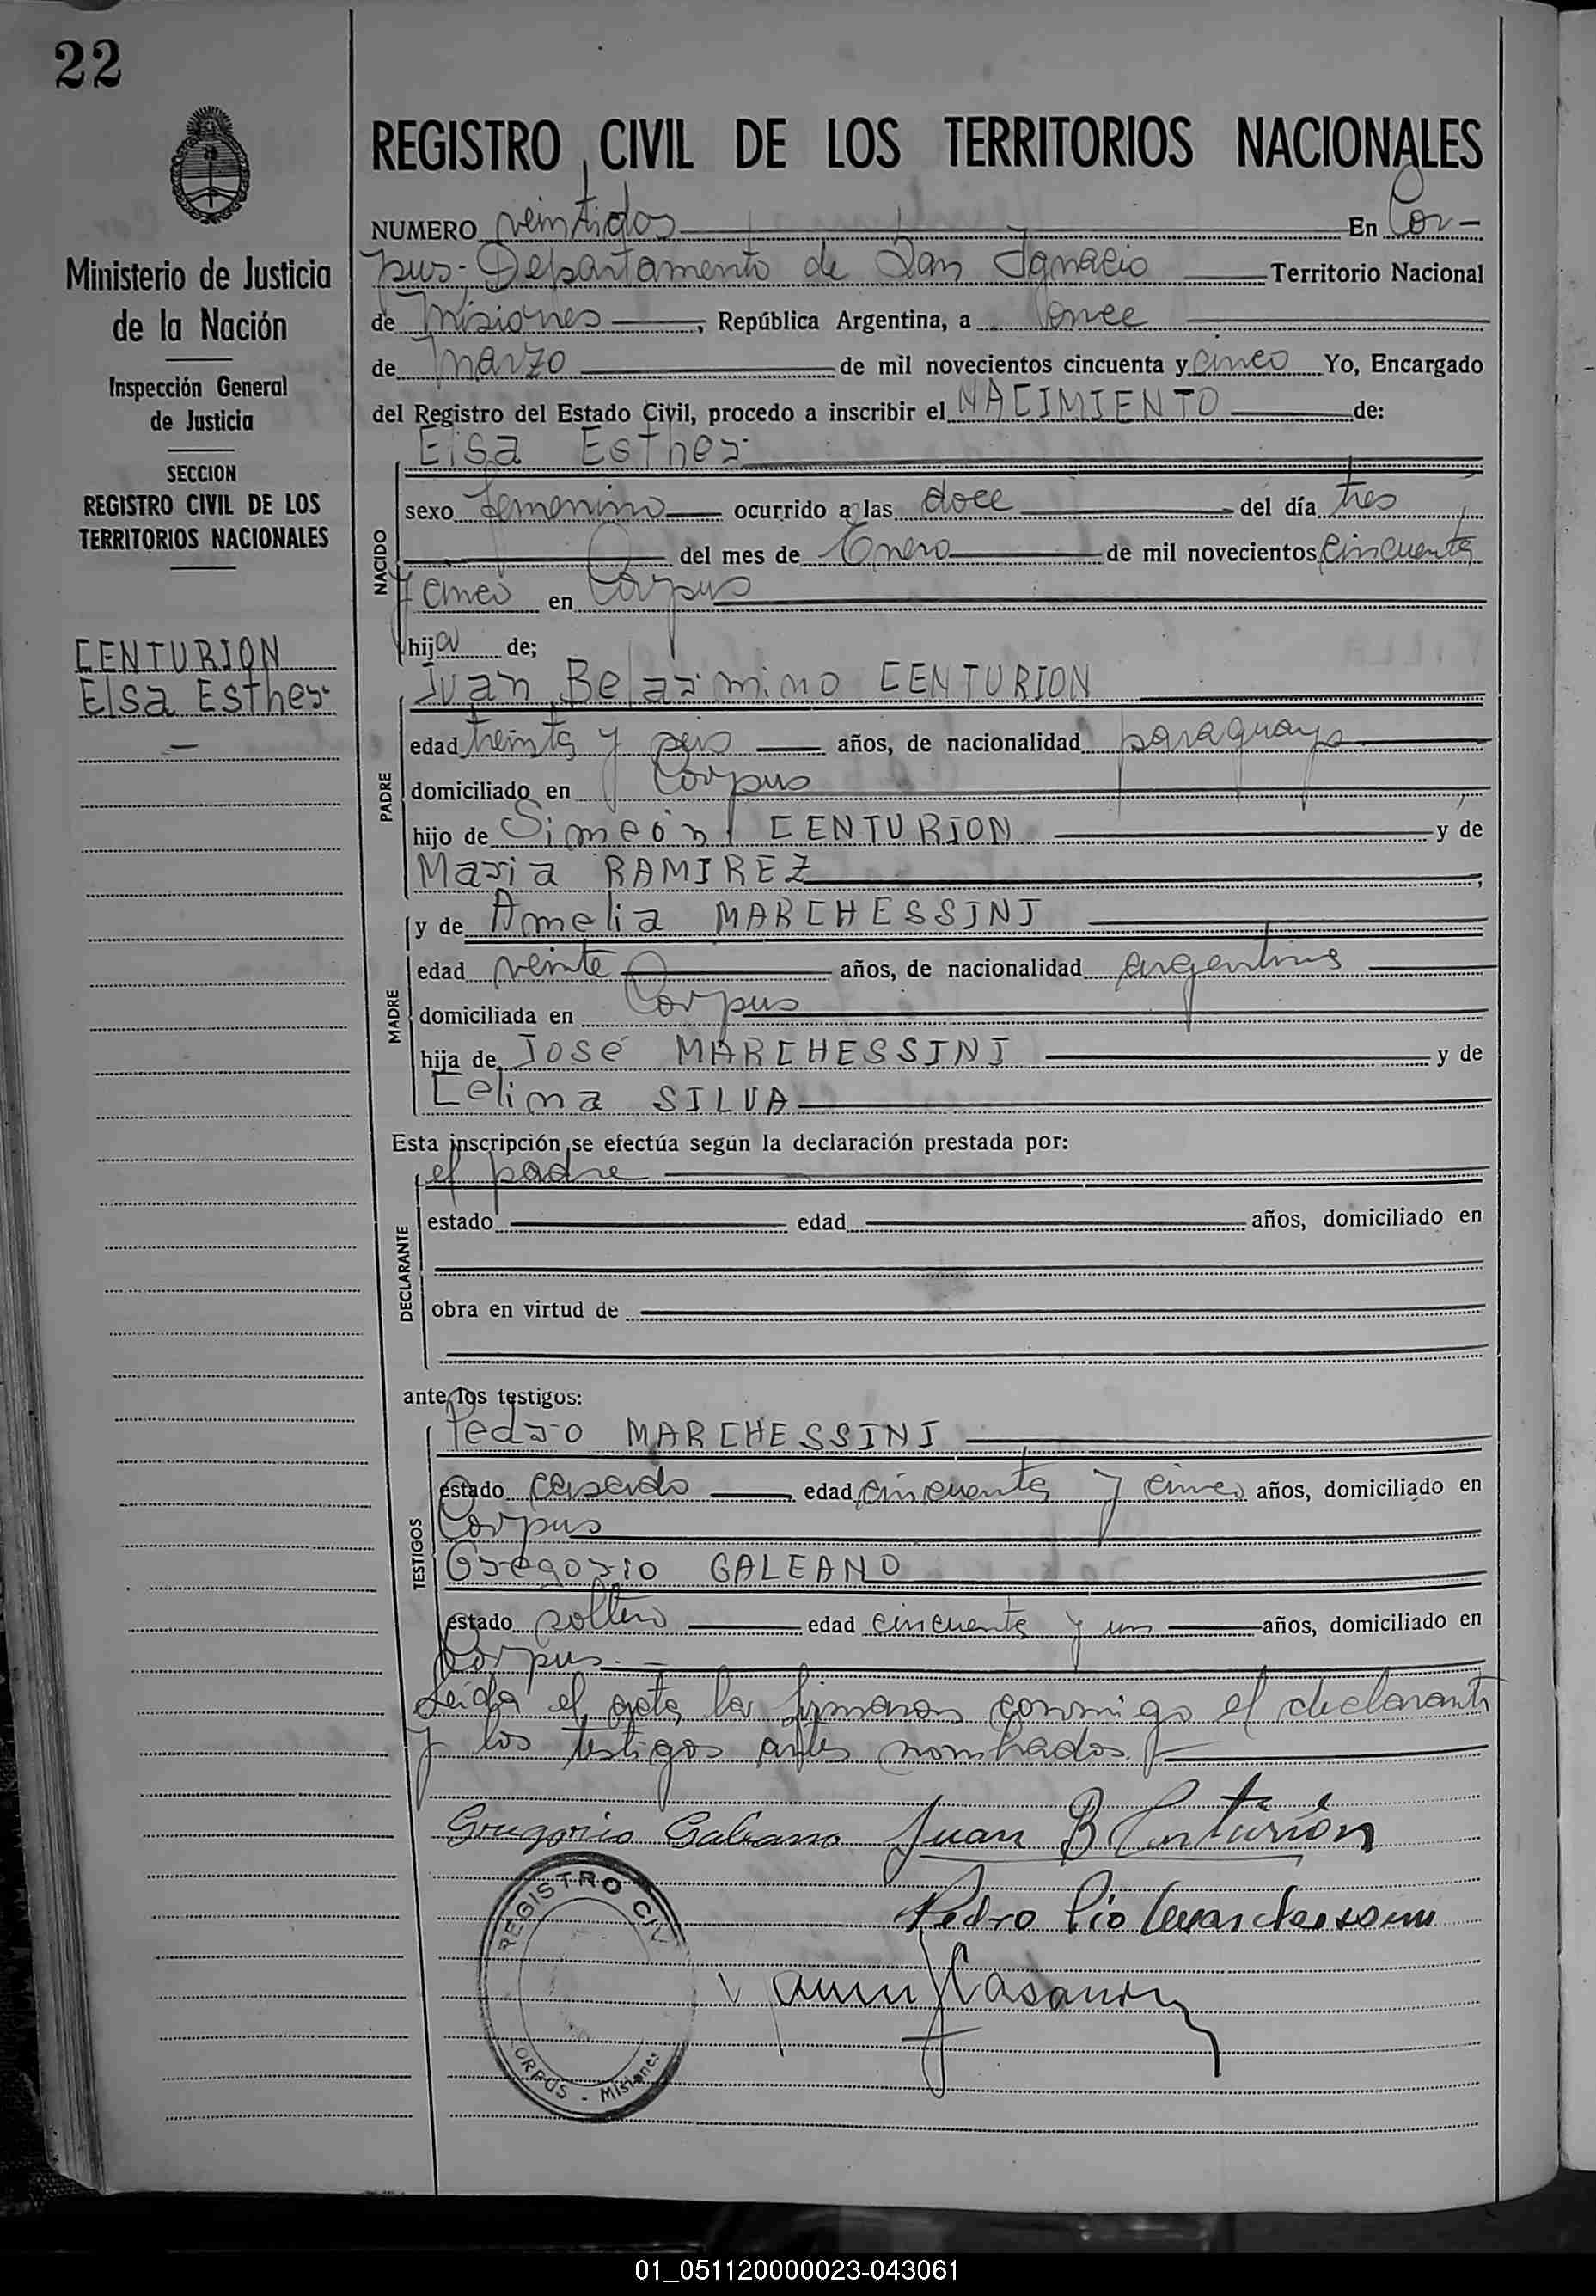 22
REGISTRO CIVIL DE LOS TERRITORIOS NACIONALES
Ministerio de Justicia
de la Nación
Inspección General
de Justicia
SECCION
REGISTRO CIVIL DE LOS
TERRITORIOS NACIONALES
CENTURION
Elsa Esther
NUMERO veintidos En Cor-
pus- Departamento de San Ignacio Territorio Nacional
de Misiones, República Argentina, a once
de marzo de mil novecientos cincuenta y cinco Yo, Encargado
del Registro del Estado Civil, procedo a inscribir el NACIMIENTO de:
Elsa Esther
NACIDO
sexo femenino ocurrido a las doce del día tres
del mes de Enero de mil novecientos cincuenta
y cinco en Corpus
hija de;
Juan Belarmino CENTURION
PADRE
edad treinta y seis años, de nacionalidad paraguaya
domiciliado en Corpus
hijo de Simeón CENTURION y de
Maria RAMIREZ;
y de Amelia MARCHESSINI
MADRE
edad veinte años, de nacionalidad argentina
domiciliada en Corpus
hija de José MARCHESSINI y de
Celima SILVA
Esta inscripción se efectúa según la declaración prestada por:
el padre
DECLARANTE
estado edad años, domiciliado en
obra en virtud de
ante los testigos:
Pedro MARCHESSINI
TESTIGOS
estado casado edad cincuenta y cinco años, domiciliado en
Corpus
Gregorio GALEANO
estado soltero edad cincuenta y un años, domiciliado en
Corpus.-
Leida el acta, la firmaron conmigo el declarante
y los testigos antes nombrados.
Gregorio Galeano Juan B Centurión
Pedro Pio Marchessini
REGISTRO CIVIL
CORPUS - Misiones
01_051120000023-043061